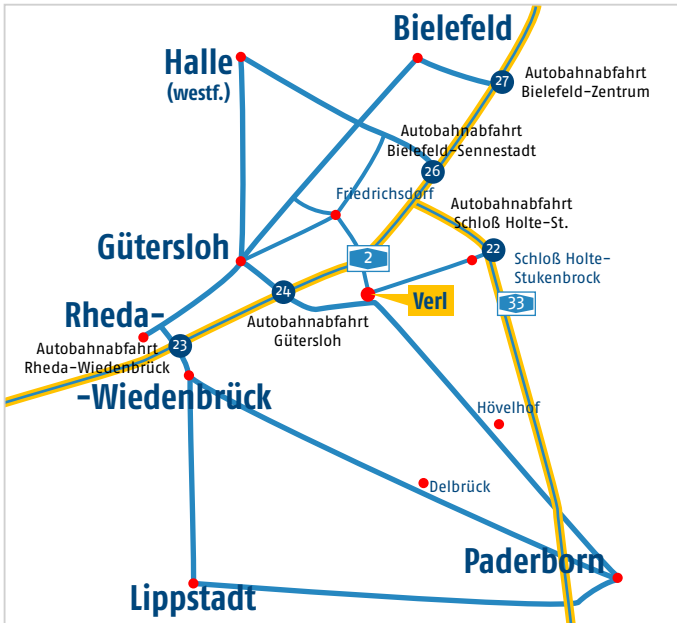 Bielefeld
Halle
(westf.)
27
Autobahnabfahrt
Bielefeld-Zentrum
Autobahnabfahrt
Bielefeld-Sennestadt
26
Friedrichsdorf
Autobahnabfahrt
Schloß Holte-St.
22
Gütersloh
2
Schloß Holte-
Stukenbrock
24
Verl
33
Rheda-
Autobahnabfahrt
Gütersloh
23
Autobahnabfahrt
Rheda-Wiedenbrück
-Wiedenbrück
Hövelhof
Delbrück
Paderborn
Lippstadt